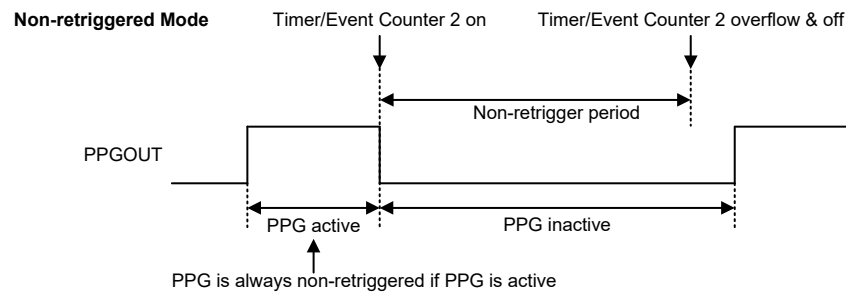 Non-retriggered Mode
Timer/Event Counter 2 on
Timer/Event Counter 2 overflow & off
Non-retrigger period
PPGOUT
PPG active
PPG inactive
PPG is always non-retriggered if PPG is active